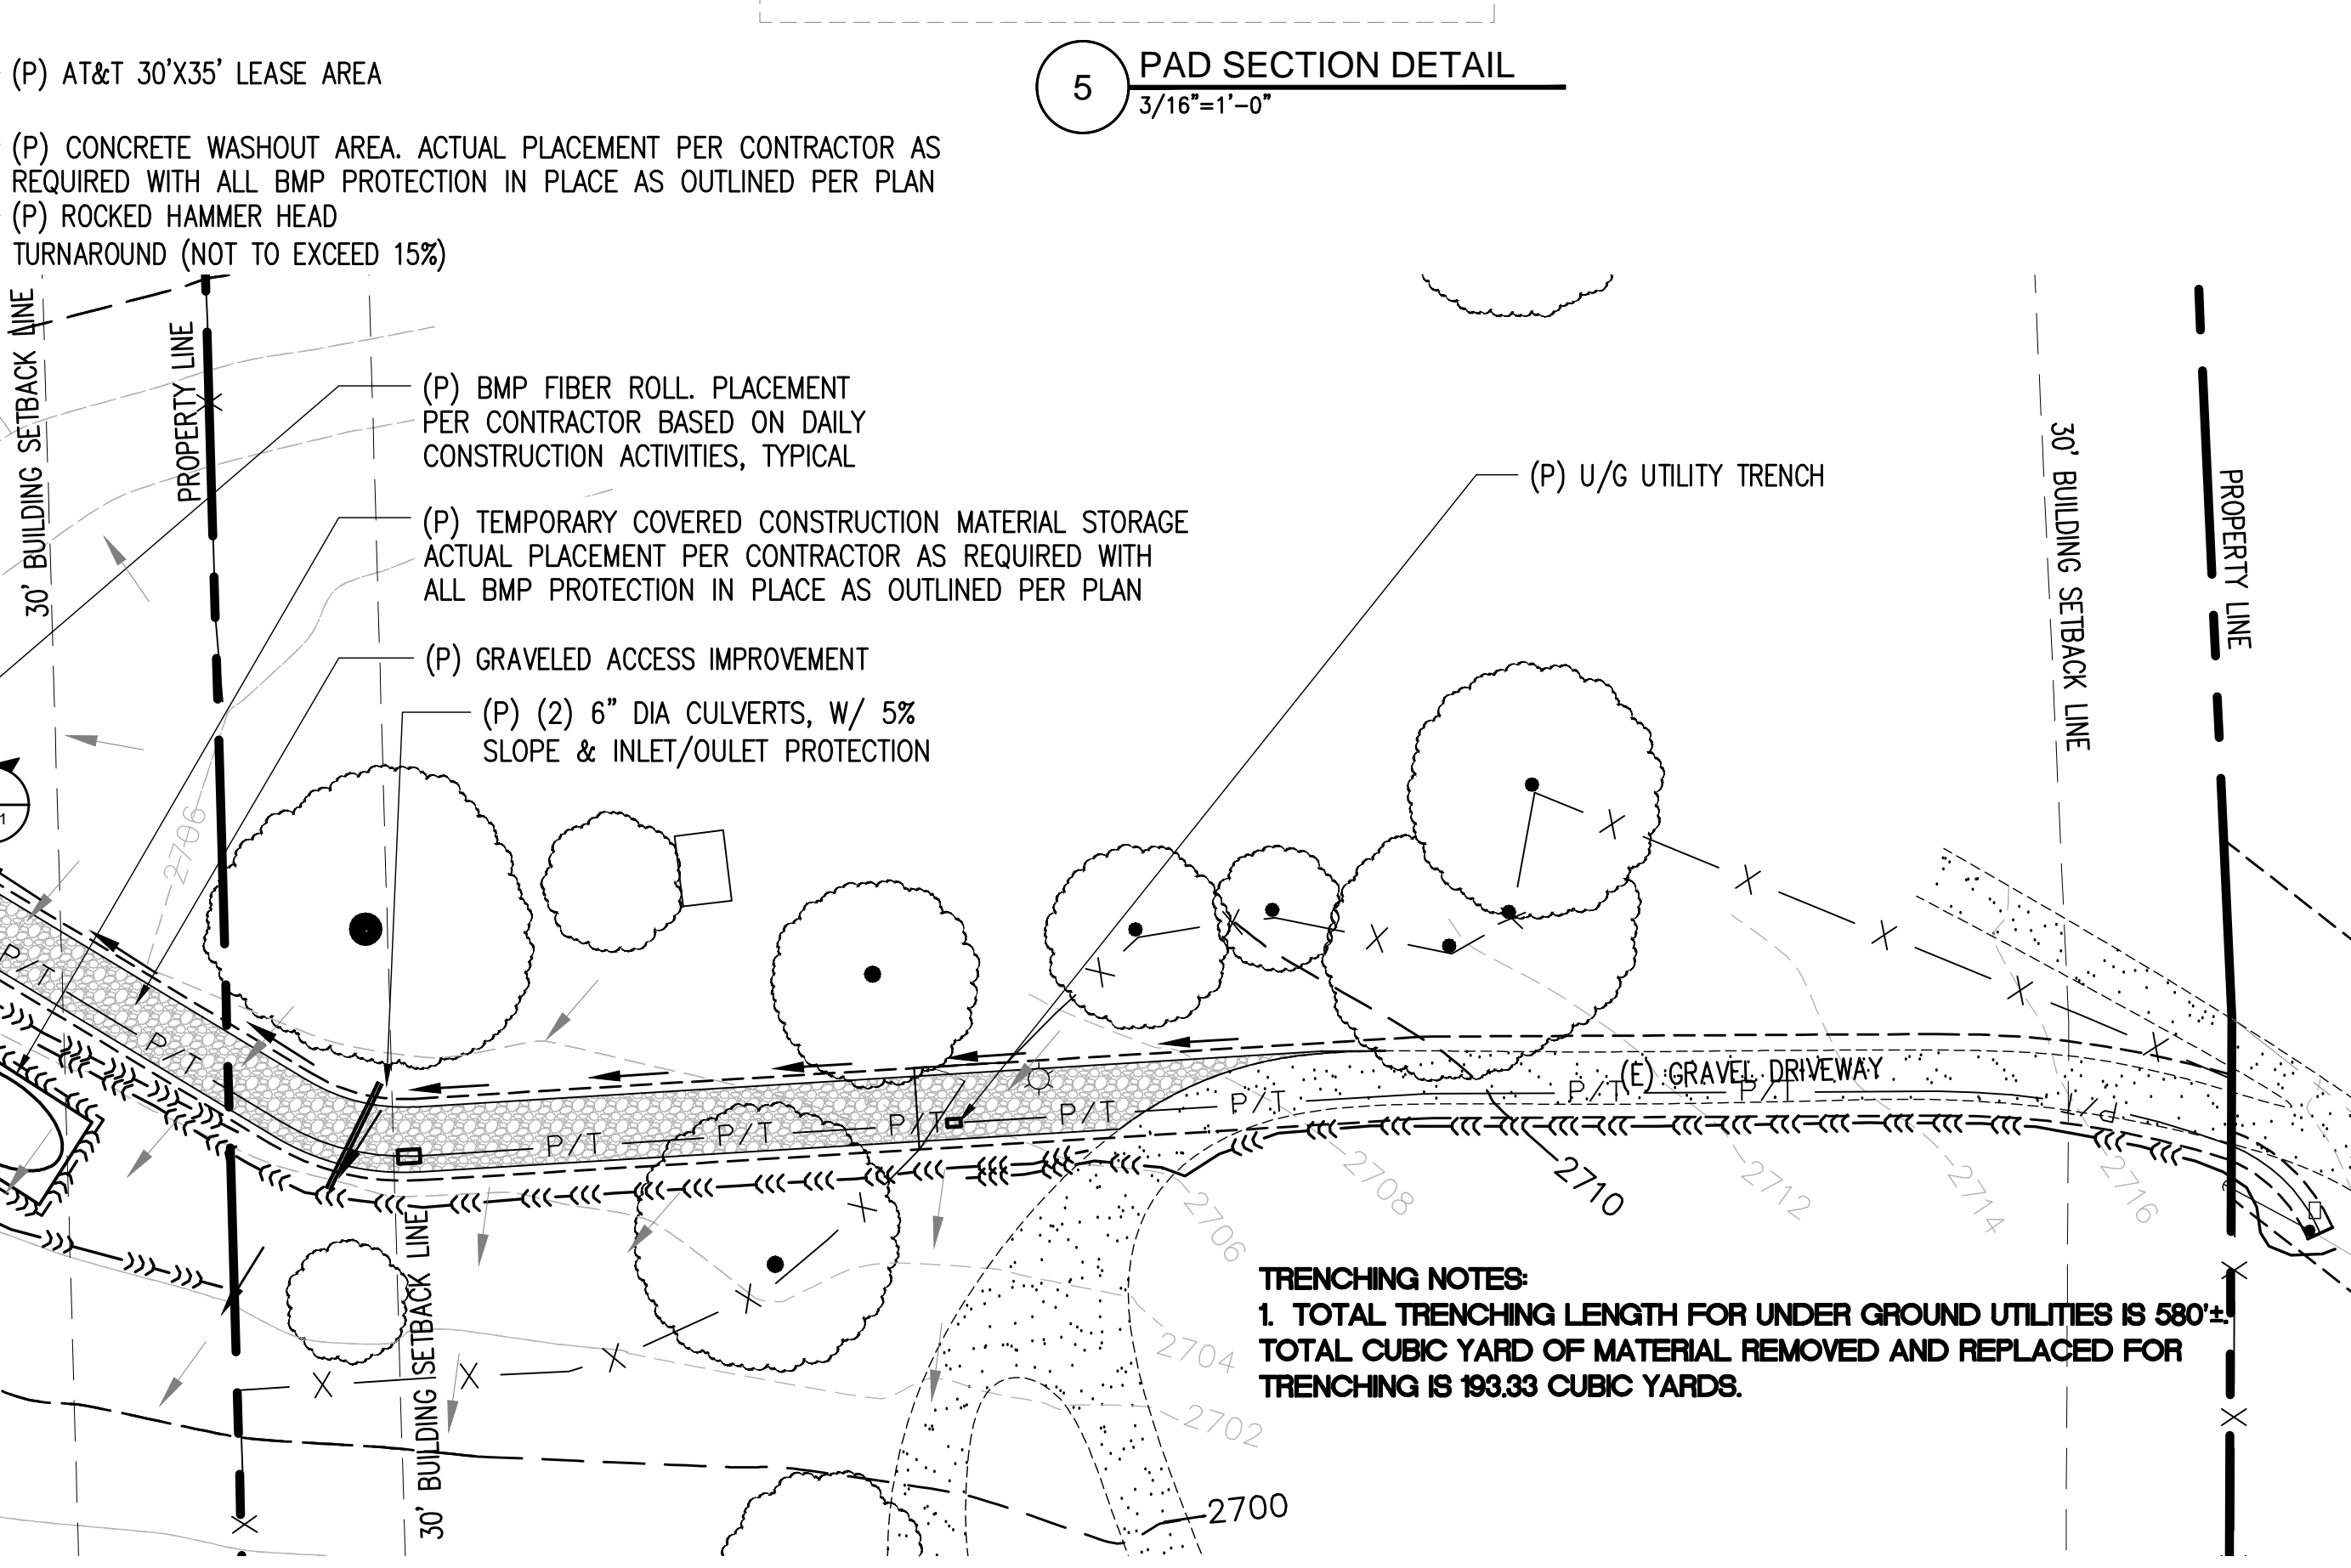 (P) AT&T 30'X35' LEASE AREA
5
PAD SECTION DETAIL
3/16"=1'-0"
(P) CONCRETE WASHOUT AREA. ACTUAL PLACEMENT PER CONTRACTOR AS
REQUIRED WITH ALL BMP PROTECTION IN PLACE AS OUTLINED PER PLAN
(P) ROCKED HAMMER HEAD
TURNAROUND (NOT TO EXCEED 15%)
30' BUILDING SETBACK LINE
PROPERTY LINE
(P) BMP FIBER ROLL. PLACEMENT
PER CONTRACTOR BASED ON DAILY
CONSTRUCTION ACTIVITIES, TYPICAL
(P) TEMPORARY COVERED CONSTRUCTION MATERIAL STORAGE
ACTUAL PLACEMENT PER CONTRACTOR AS REQUIRED WITH
ALL BMP PROTECTION IN PLACE AS OUTLINED PER PLAN
(P) GRAVELED ACCESS IMPROVEMENT
(P) (2) 6" DIA CULVERTS, W/ 5%
SLOPE & INLET/OULET PROTECTION
(P) U/G UTILITY TRENCH
30' BUILDING SETBACK LINE
PROPERTY LINE
1
2706
P/T
P/T
P/T
P/T
P/T
P/T
P/T
P/T
(E) GRAVEL DRIVEWAY
P/T
P/T
30' BUILDING SETBACK LINE
2706
2708
2710
2712
2714
2716
2704
2702
2700
TRENCHING NOTES:
1. TOTAL TRENCHING LENGTH FOR UNDER GROUND UTILITIES IS 580'±.
TOTAL CUBIC YARD OF MATERIAL REMOVED AND REPLACED FOR
TRENCHING IS 193.33 CUBIC YARDS.